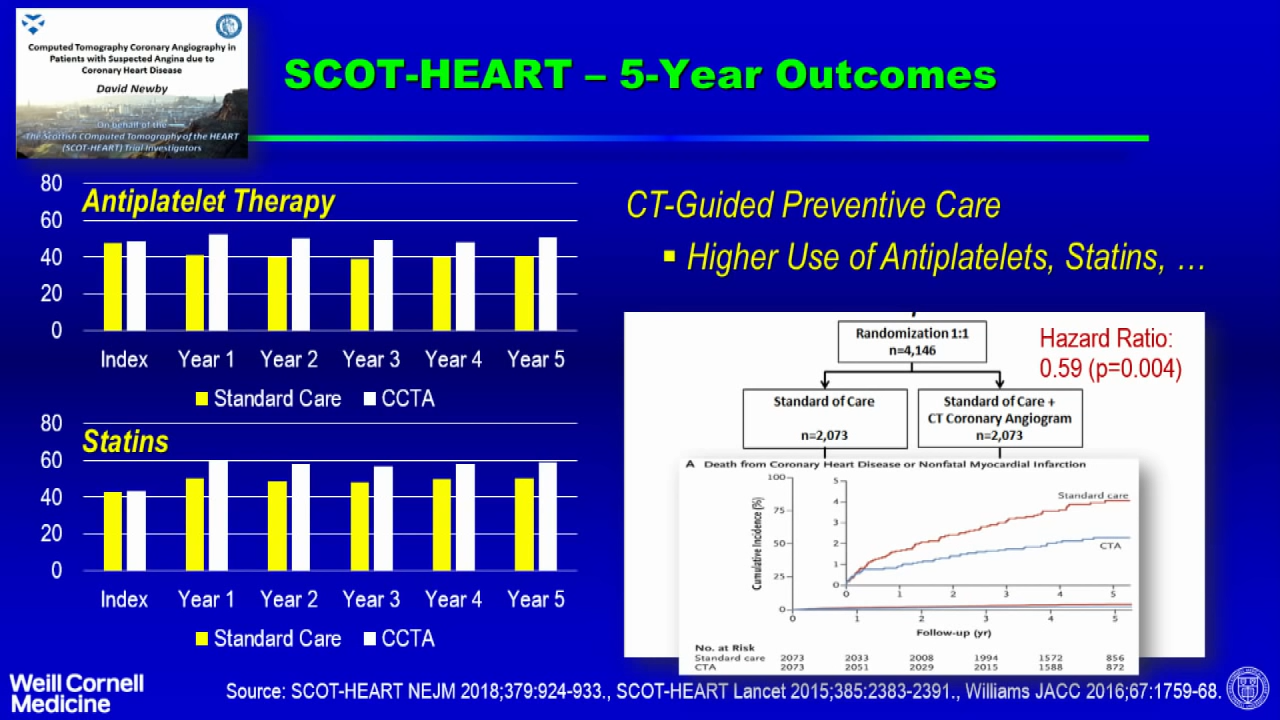 Computed Tomography Coronary Angiography in
Patients with Suspected Angina due to
Coronary Heart Disease
David Newby
On behalf of the
The Scottish COmputed Tomography of the HEART
(SCOT-HEART) Trial Investigators
SCOT-HEART – 5-Year Outcomes
80
60
40
20
0
Antiplatelet Therapy
Index Year 1 Year 2 Year 3 Year 4 Year 5
Standard Care CCTA
80
60
40
20
0
Statins
Index Year 1 Year 2 Year 3 Year 4 Year 5
Standard Care CCTA
CT-Guided Preventive Care
▪ Higher Use of Antiplatelets, Statins, …
Randomization 1:1
n=4,146
Hazard Ratio:
0.59 (p=0.004)
Standard of Care
n=2,073
Standard of Care +
CT Coronary Angiogram
n=2,073
A Death from Coronary Heart Disease or Nonfatal Myocardial Infarction
Cumulative Incidence (%)
100
75
50
25
0
5
4
3
2
1
0
Standard care
CTA
0 1 2 3 4 5
0 1 2 3 4 5
Follow-up (yr)
No. at Risk
Standard care 2073 2033 2008 1994 1572 856
CTA 2073 2051 2029 2015 1588 872
Weill Cornell
Medicine
Source: SCOT-HEART NEJM 2018;379:924-933., SCOT-HEART Lancet 2015;385:2383-2391., Williams JACC 2016;67:1759-68.